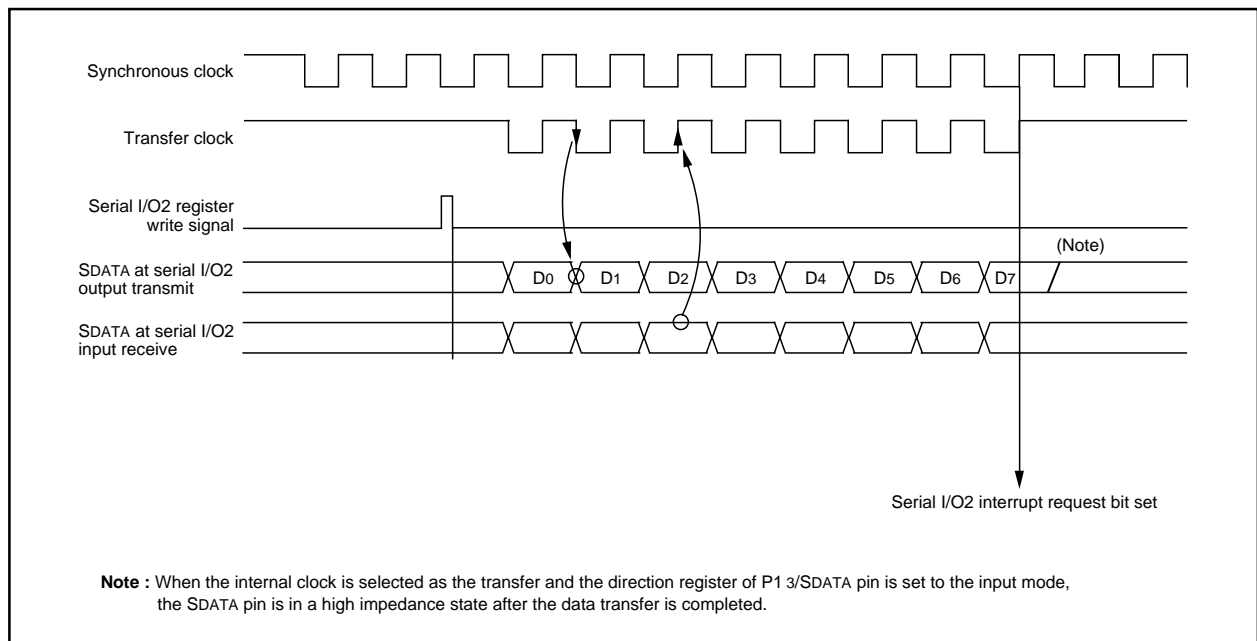 Synchronous clock
Transfer clock
Serial I/O2 register
write signal
(Note)
SDATA at serial I/O2
output transmit
D0 D1 D2 D3 D4 D5 D6 D7
SDATA at serial I/O2
input receive
Serial I/O2 interrupt request bit set
Note : When the internal clock is selected as the transfer and the direction register of P1 3/SDATA pin is set to the input mode,
the SDATA pin is in a high impedance state after the data transfer is completed.